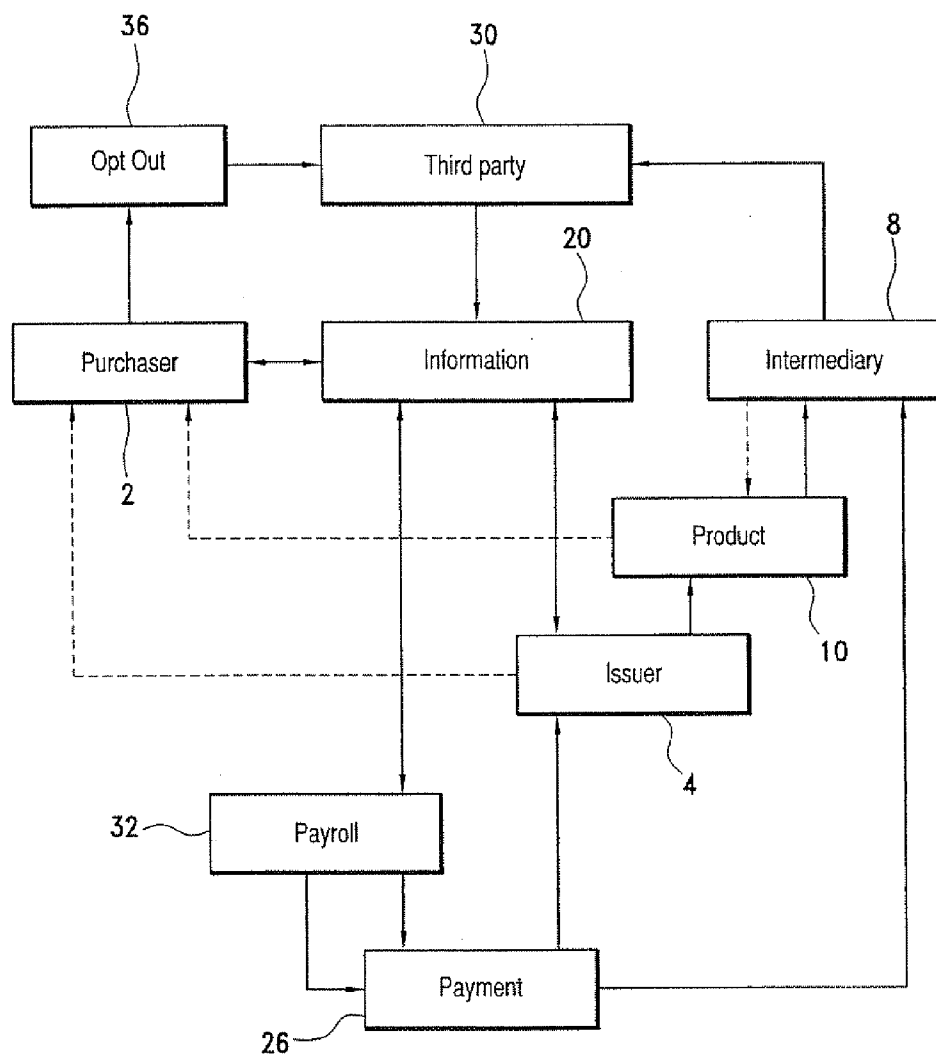 36
30
Opt Out
Third party
20
8
Purchaser
Information
Intermediary
2
Product
10
Issuer
4
32
Payroll
Payment
26